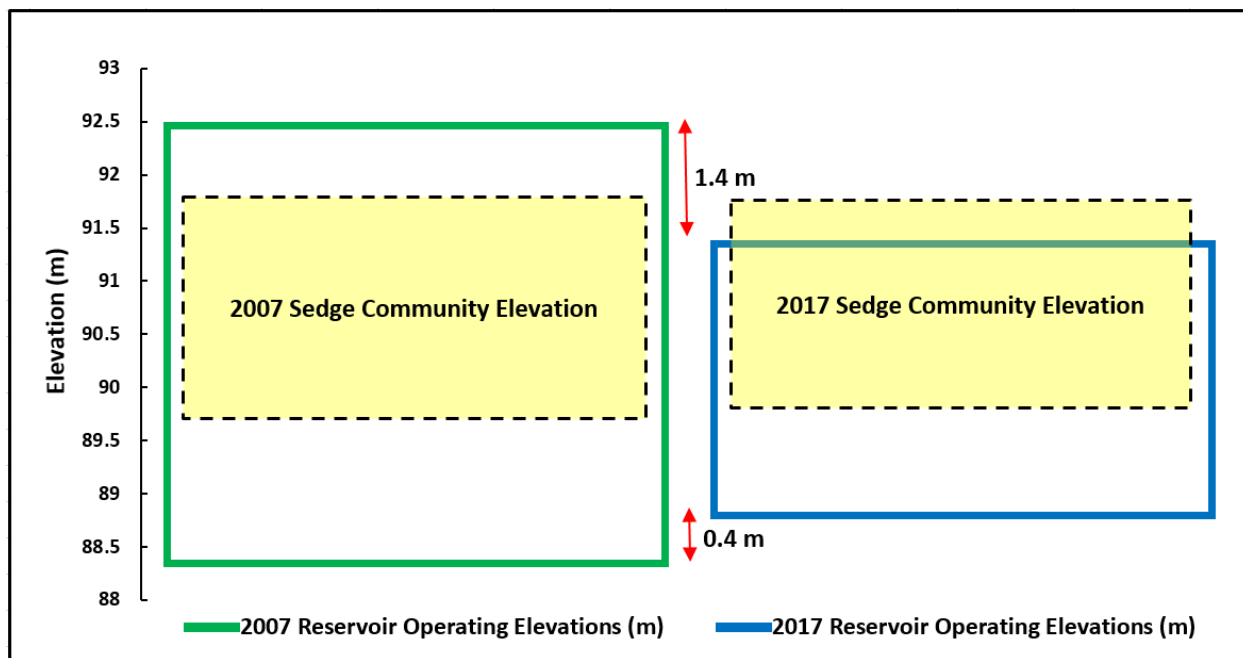 Elevation (m)
93
92.5
92
91.5
91
90.5
90
89.5
89
88.5
88
2007 Sedge Community Elevation
1.4 m
2017 Sedge Community Elevation
0.4 m
2007 Reservoir Operating Elevations (m)
2017 Reservoir Operating Elevations (m)